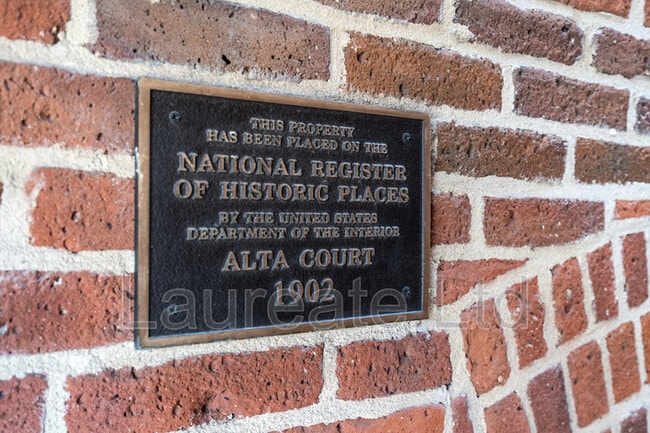 THIS PROPERTY
HAS BEEN PLACED ON THE
NATIONAL REGISTER
OF HISTORIC PLACES
BY THE UNITED STATES
DEPARTMENT OF THE INTERIOR
ALTA COURT
1902
Laureate Ltd